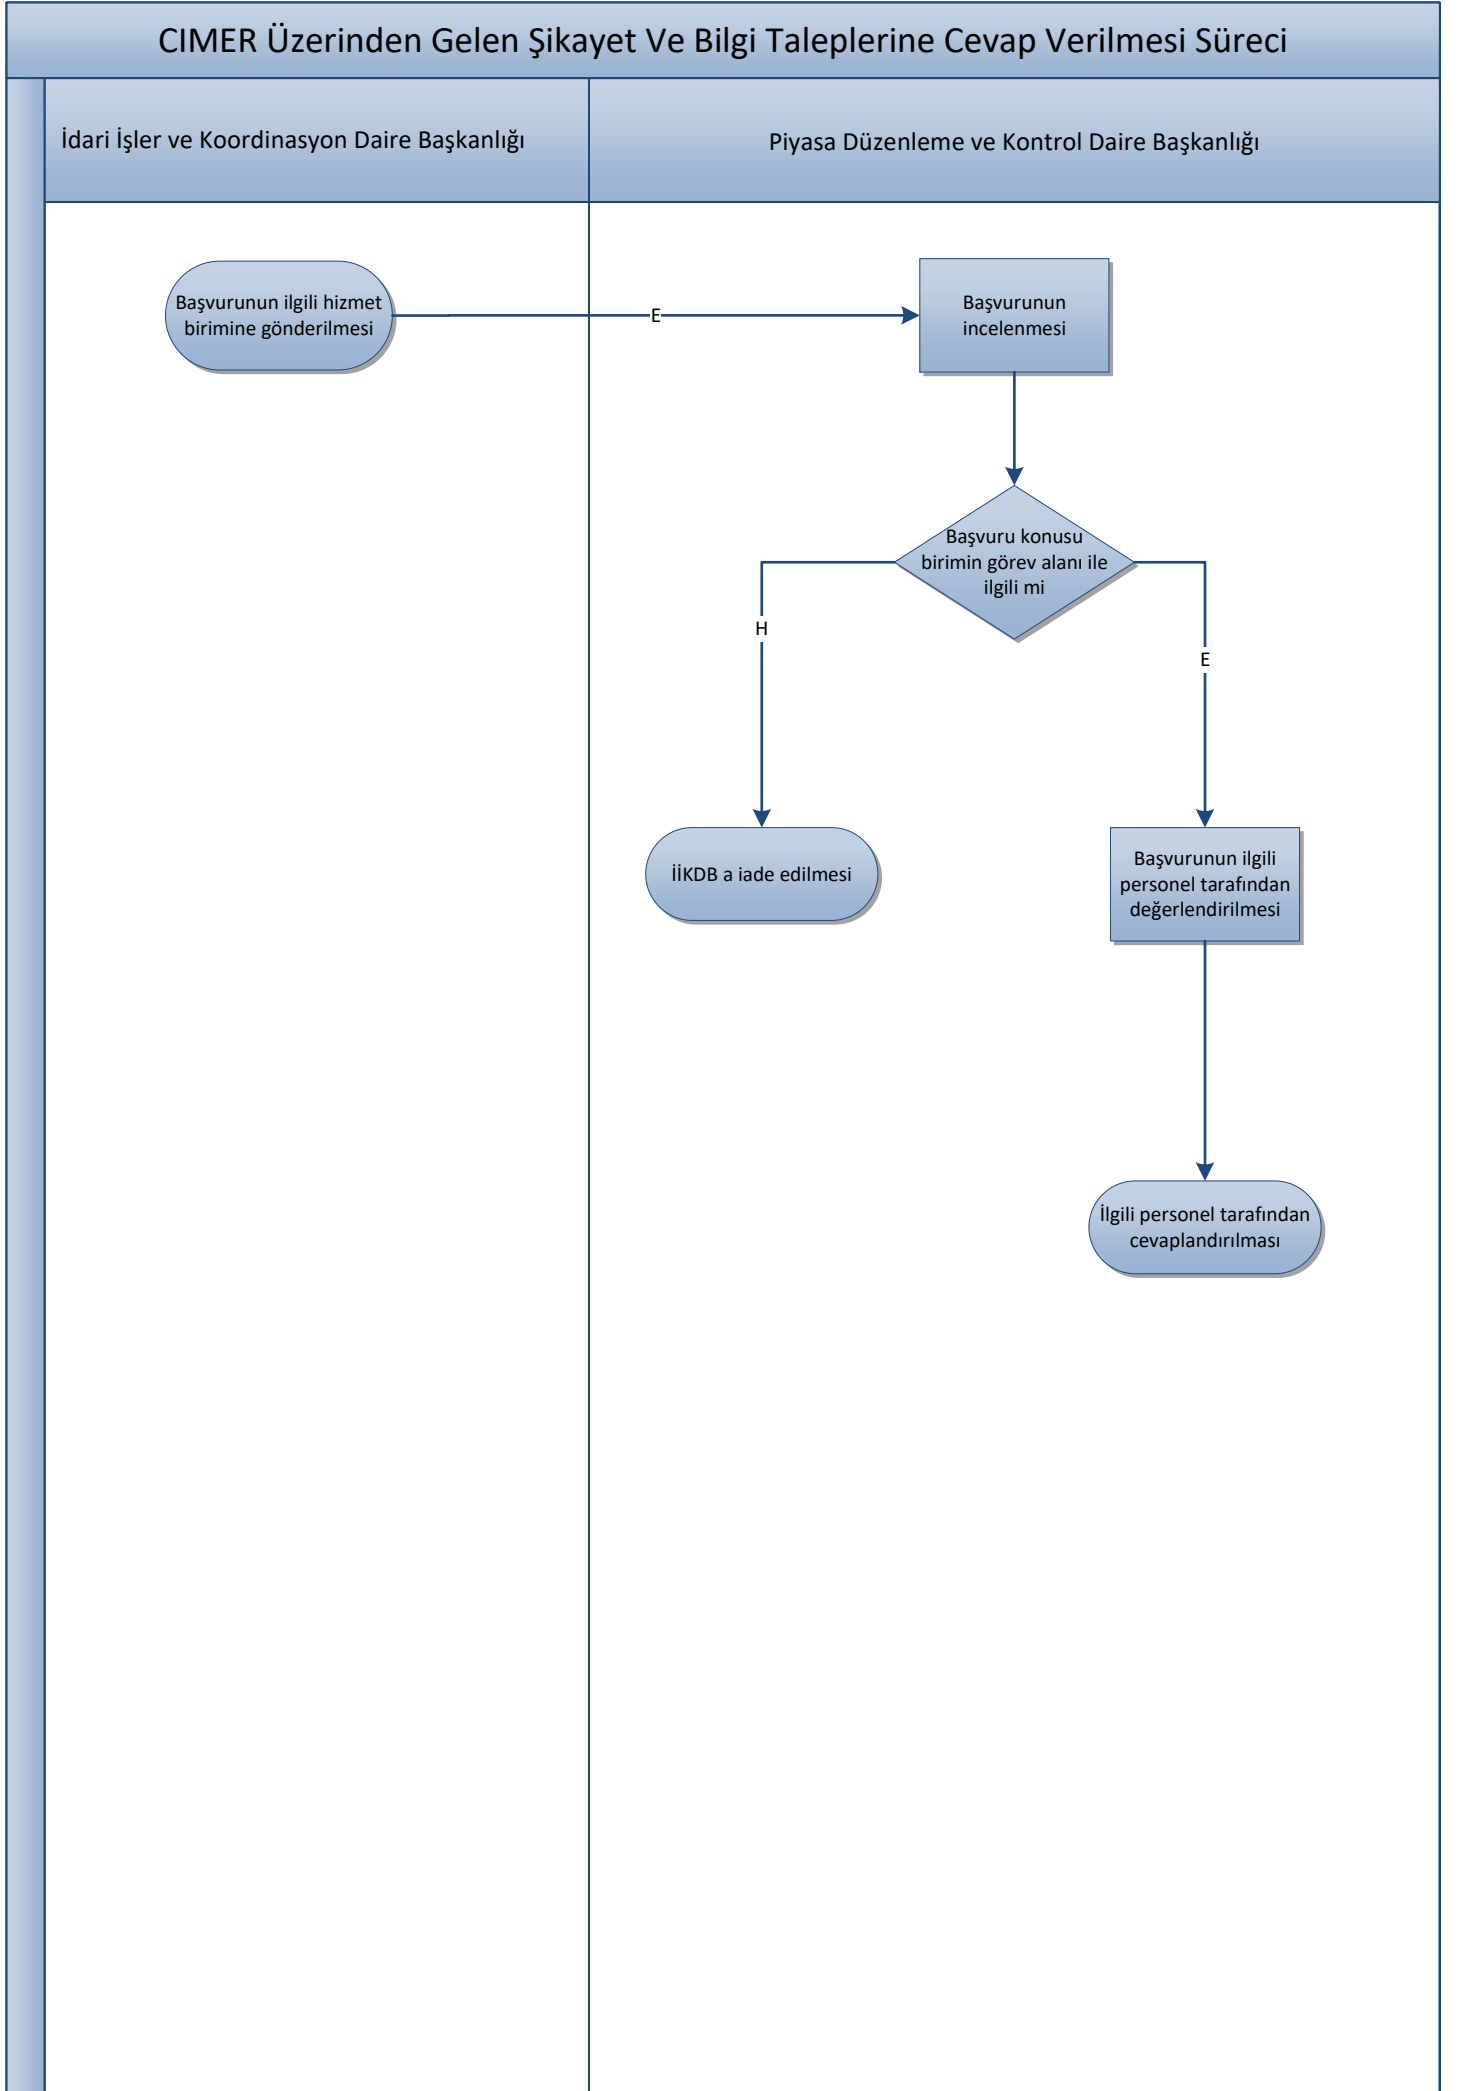 CIMER Üzerinden Gelen Şikayet Ve Bilgi Taleplerine Cevap Verilmesi Süreci
İdari İşler ve Koordinasyon Daire Başkanlığı
Piyasa Düzenleme ve Kontrol Daire Başkanlığı
Başvurunun ilgili hizmet
birimine gönderilmesi
E
Başvurunun
incelenmesi
Başvuru konusu
birimin görev alanı ile
ilgili mi
H
E
İİKDB a iade edilmesi
Başvurunun ilgili
personel tarafından
değerlendirilmesi
İlgili personel tarafından
cevaplandırılması